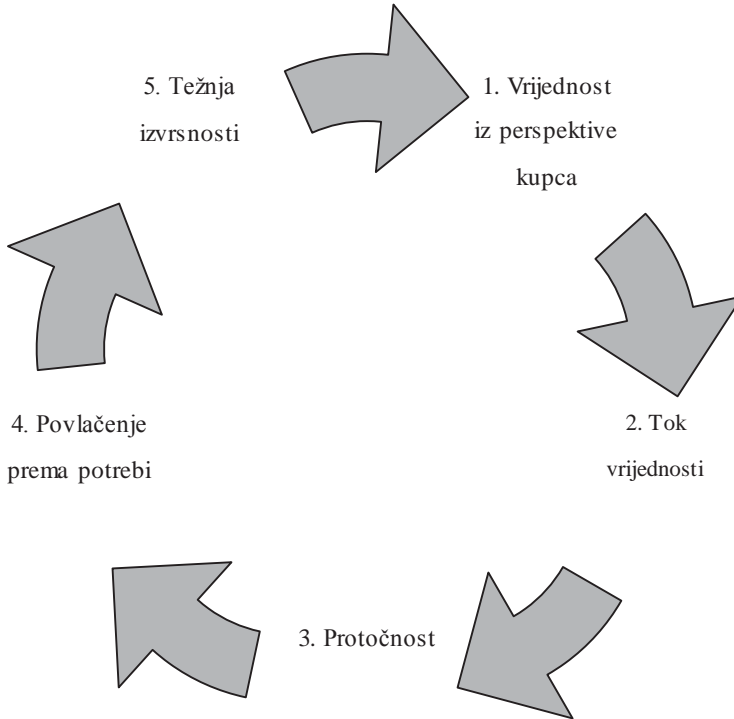 1. Vrijednost
iz perspektive
kupca
2. Tok
vrijednosti
3. Protočnost
4. Povlačenje
prema potrebi
5. Težnja
izvrsnosti